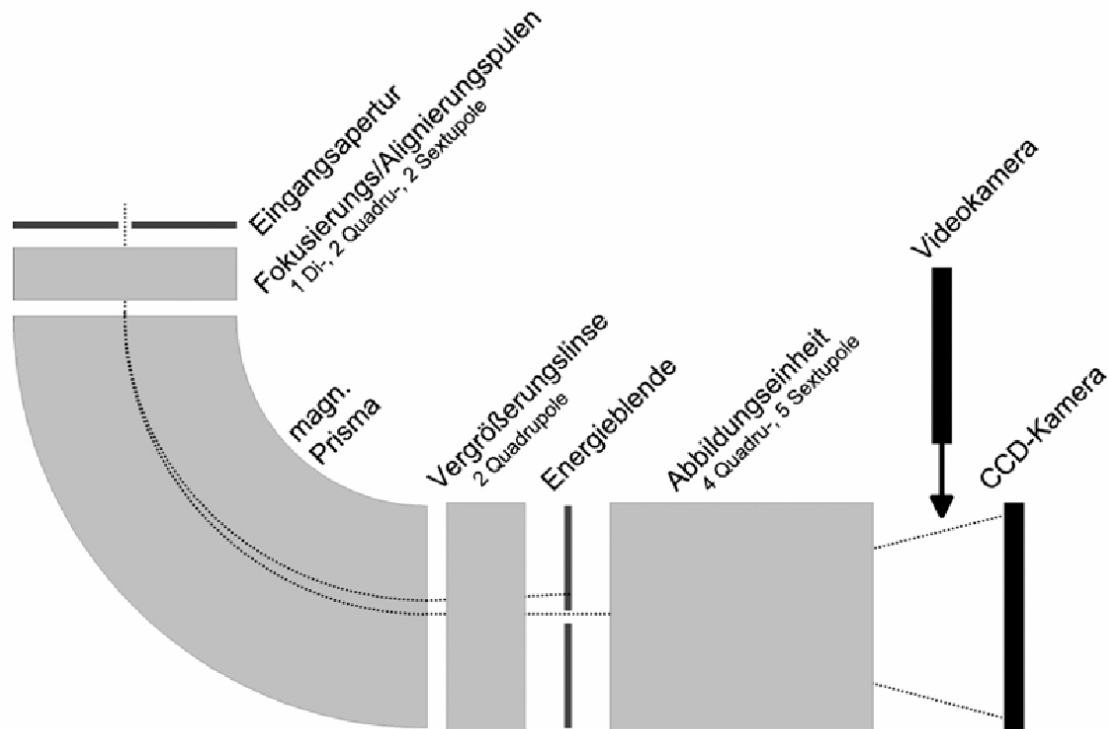 Eingangsapertur
Fokusierungs/Alignierungspulen
1 Di-, 2 Quadru-, 2 Sextupole
magn.
Prisma
Vergrößerungslinse
2 Quadrupole
Energieblende
Abbildungseinheit
4 Quadru-, 5 Sextupole
Videokamera
CCD-Kamera